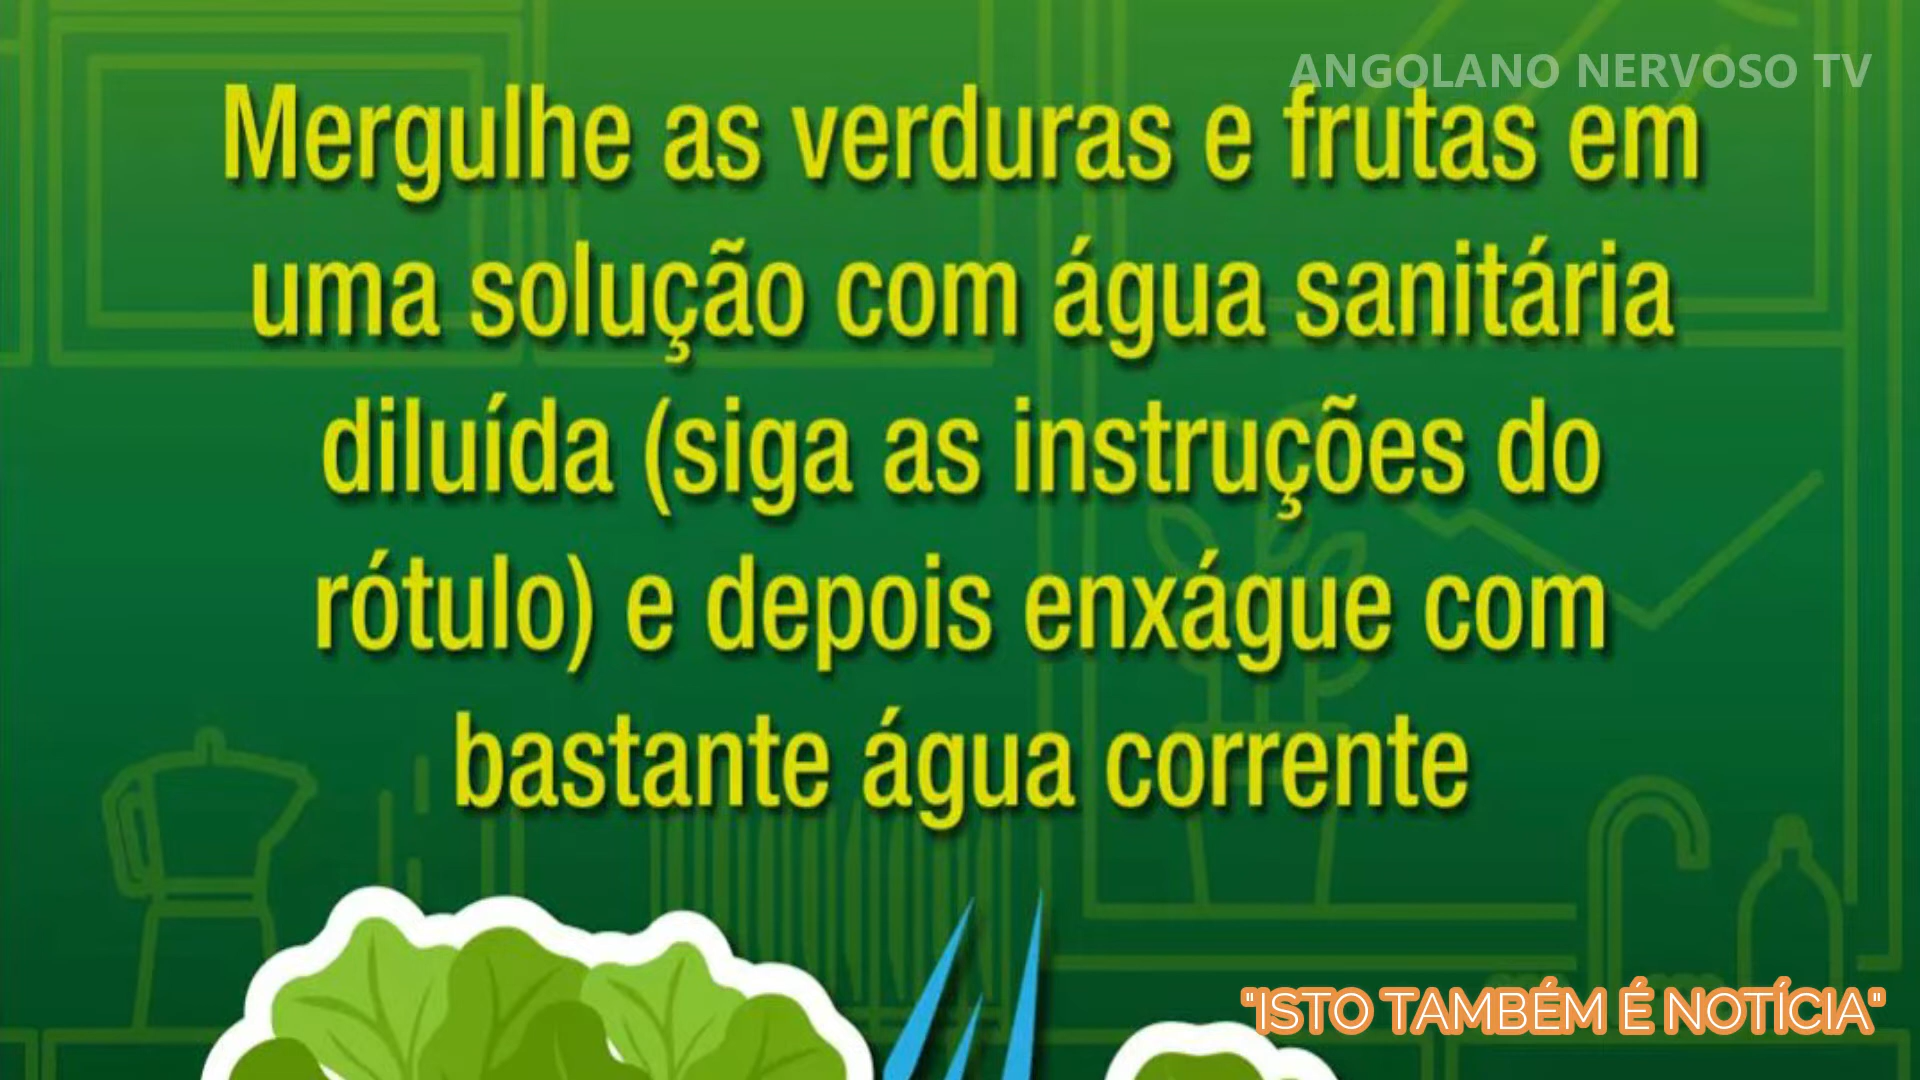 ANGOLANO NERVOSO TV
Mergulhe as verduras e frutas em
uma solução com água sanitária
diluída (siga as instruções do
rótulo) e depois enxágue com
bastante água corrente
"ISTO TAMBÉM É NOTÍCIA"